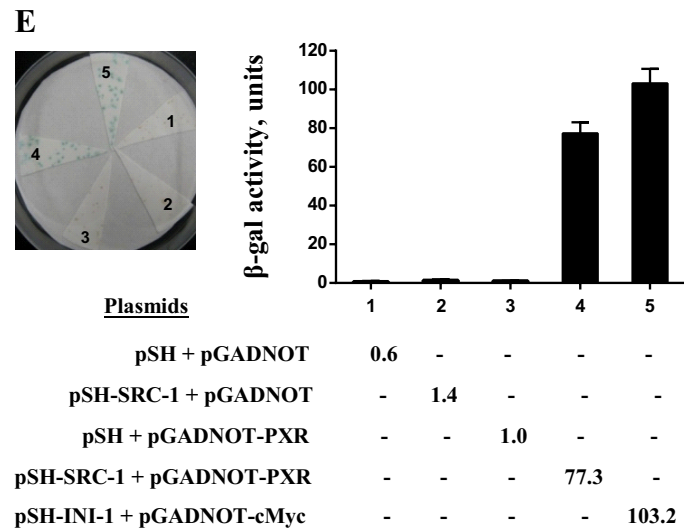 E
5
1
4
2
3
β-gal activity, units
120
100
80
60
40
20
0
1 2 3 4 5
Plasmids
pSH + pGADNOT 0.6 - - - -
pSH-SRC-1 + pGADNOT - 1.4 - - -
pSH + pGADNOT-PXR - - 1.0 - -
pSH-SRC-1 + pGADNOT-PXR - - - 77.3 -
pSH-INI-1 + pGADNOT-cMyc - - - - 103.2